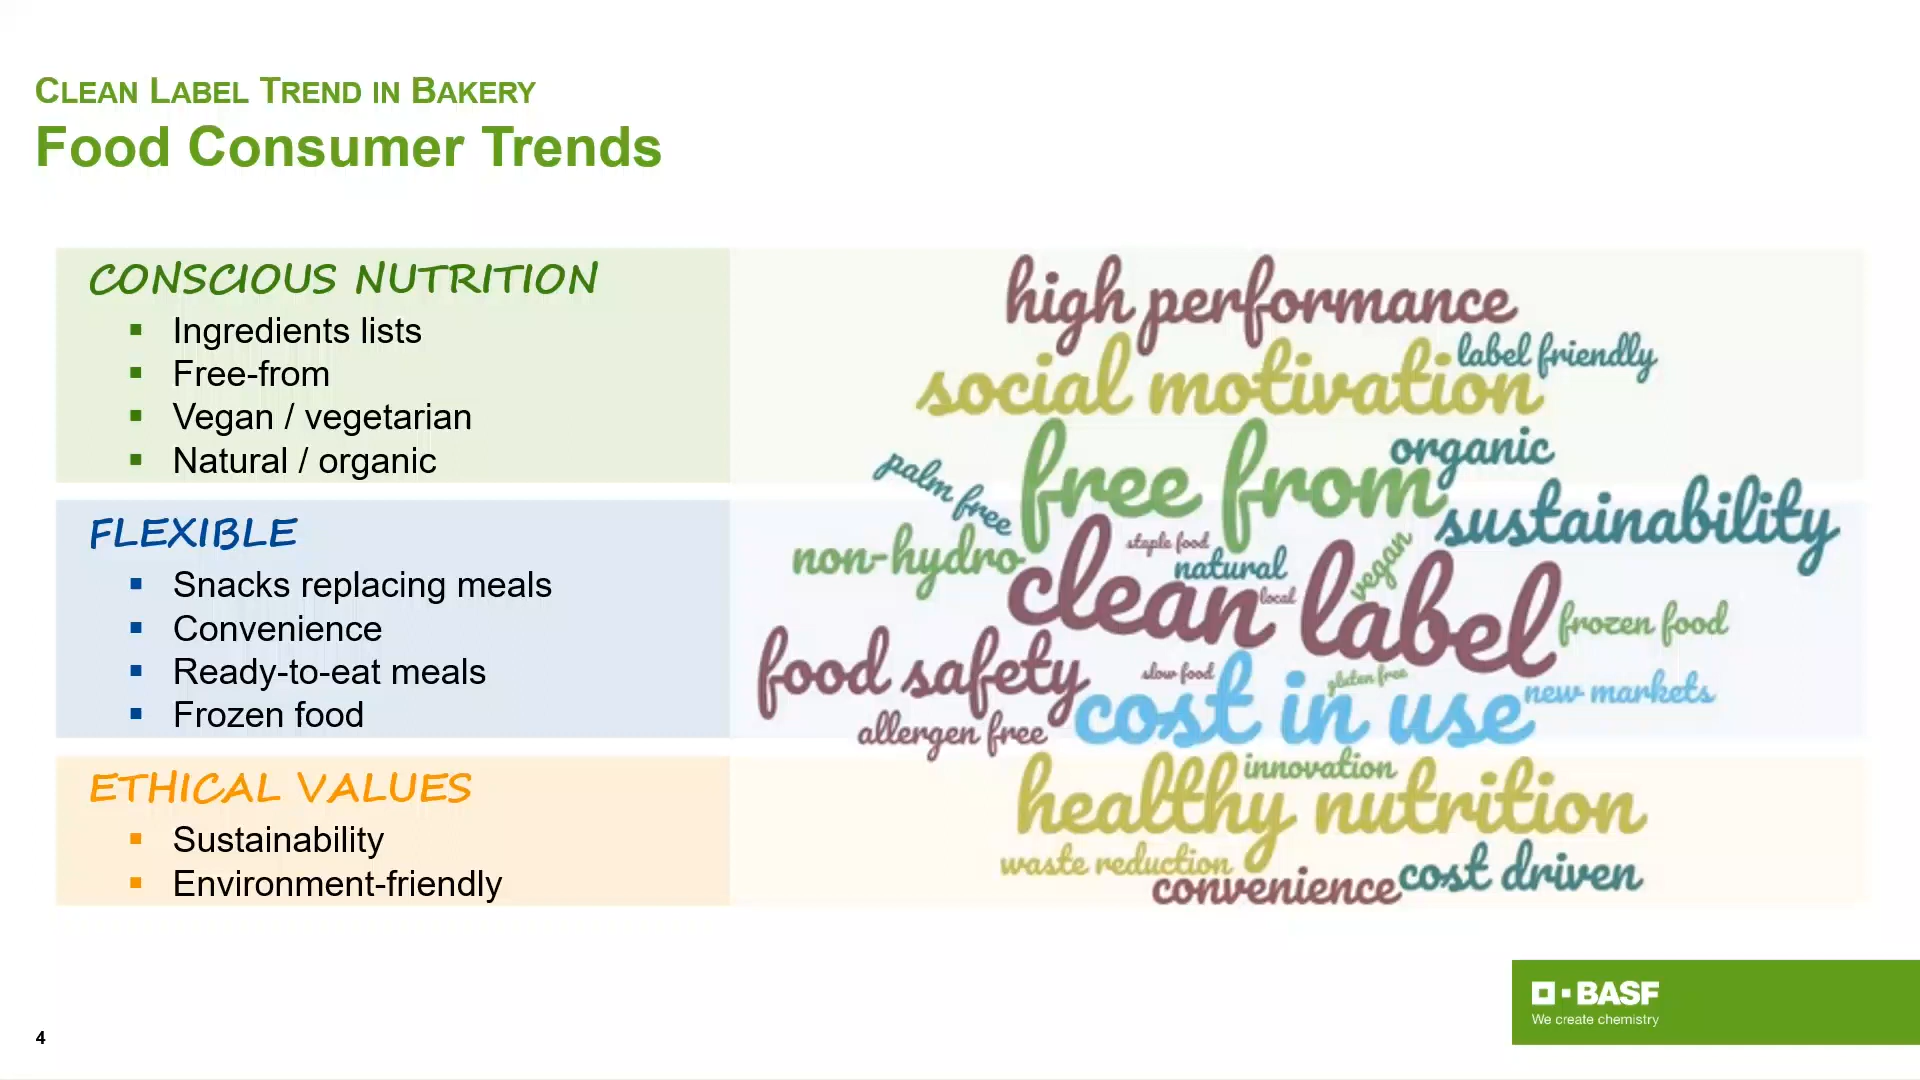 CLEAN LABEL TREND IN BAKERY
Food Consumer Trends
CONSCIOUS NUTRITION
▪ Ingredients lists
▪ Free-from
▪ Vegan / vegetarian
▪ Natural / organic
FLEXIBLE
▪ Snacks replacing meals
▪ Convenience
▪ Ready-to-eat meals
▪ Frozen food
ETHICAL VALUES
▪ Sustainability
▪ Environment-friendly
high performance
label friendly
social motivation
organic
free from
palm free
sustainability
non-hydro
staple food
natural
vegan
local
clean label
frozen food
food safety
slow food
gluten free
new markets
cost in use
allergen free
innovation
healthy nutrition
waste reduction
convenience
cost driven
BASF
We create chemistry
4